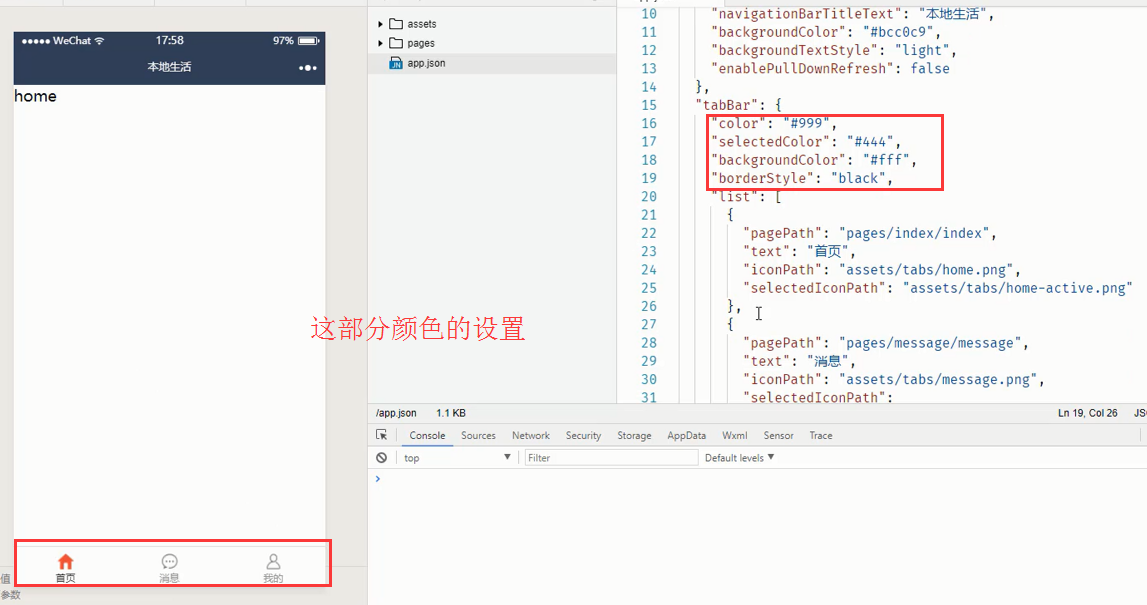 ●●●●● WeChat
17:58
97%
本地生活
home
首页
消息
我的
值
参数
assets
pages
JN
app.json
这部分颜色的设置
10 "navigationBarTitleText": "本地生活",
11 "backgroundColor": "#bcc0c9",
12 "backgroundTextStyle": "light",
13 "enablePullDownRefresh": false
14 },
15 "tabBar": {
16 "color": "#999",
17 "selectedColor": "#444",
18 "backgroundColor": "#fff",
19 "borderStyle": "black",
20 "list": [
21 {
22 "pagePath": "pages/index/index",
23 "text": "首页",
24 "iconPath": "assets/tabs/home.png",
25 "selectedIconPath": "assets/tabs/home-active.png"
26 },
27 {
28 "pagePath": "pages/message/message",
29 "text": "消息",
30 "iconPath": "assets/tabs/message.png",
31 "selectedIconPath":
/app.json 1.1 KB Ln 19, Col 26 JS
Console Sources Network Security Storage AppData Wxml Sensor Trace
top Filter Default levels